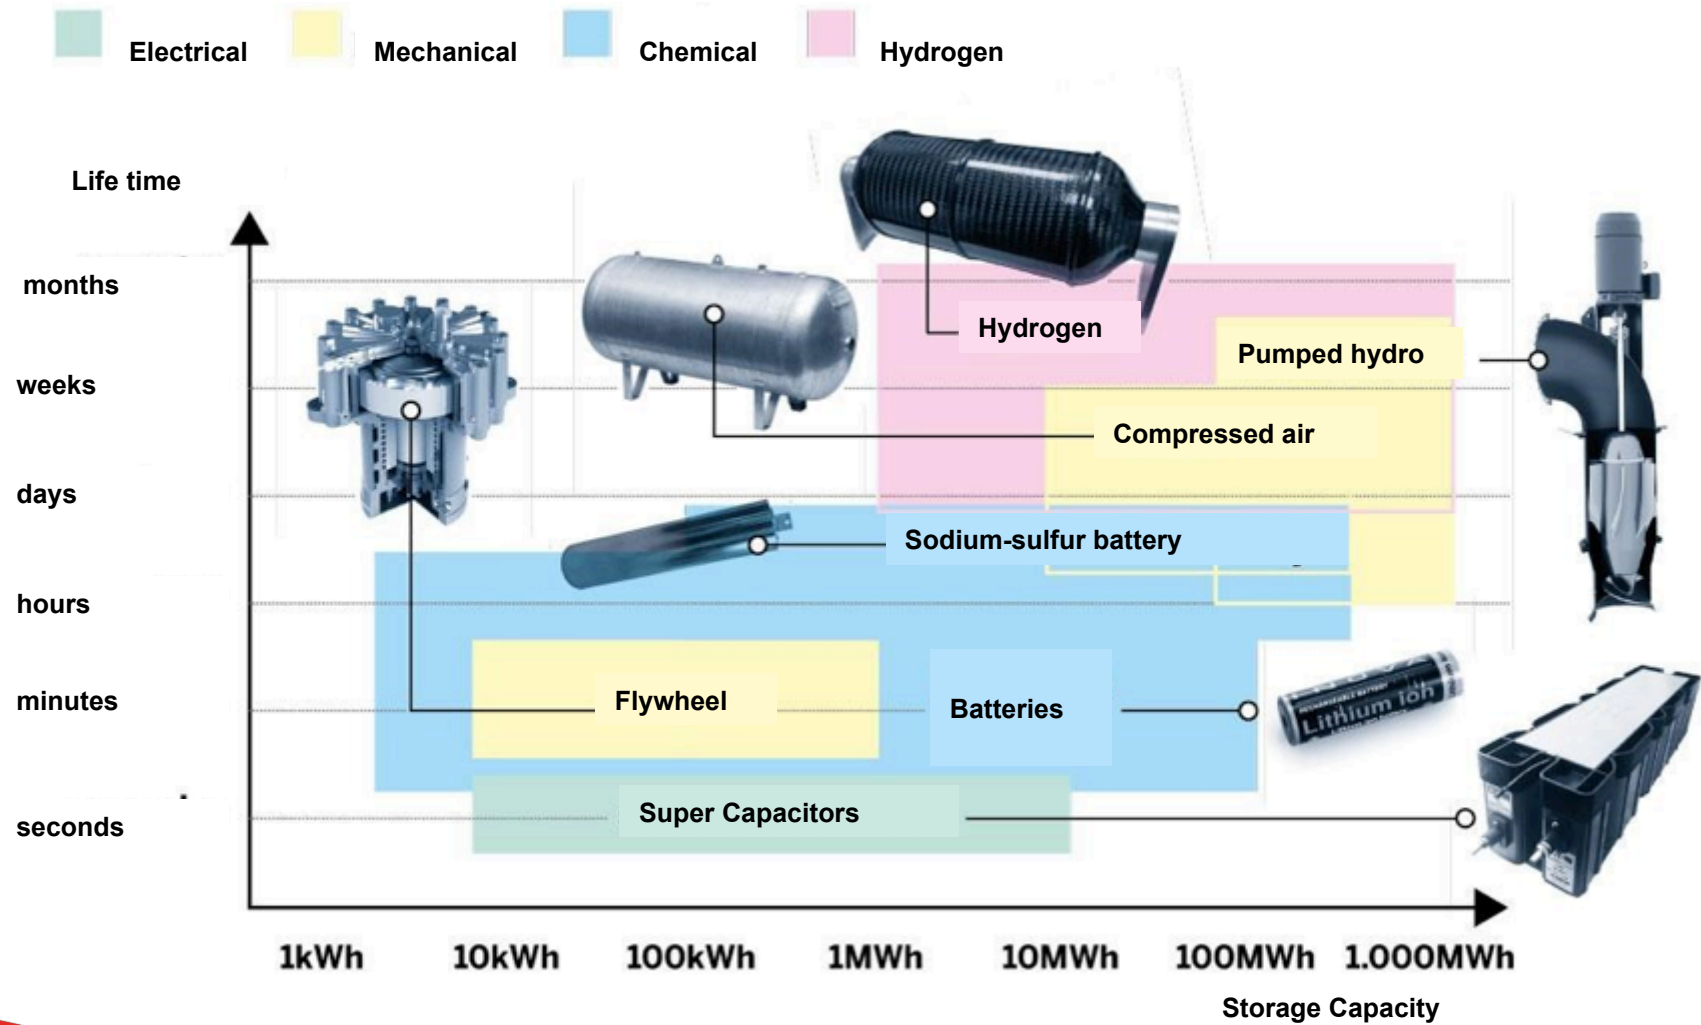 Electrical
Mechanical
Chemical
Hydrogen
Life time
months
weeks
days
hours
minutes
seconds
Hydrogen
Pumped hydro
Compressed air
Sodium-sulfur battery
Flywheel
Batteries
Lithium ion
Super Capacitors
1kWh
10kWh
100kWh
1MWh
10MWh
100MWh
1.000MWh
Storage Capacity